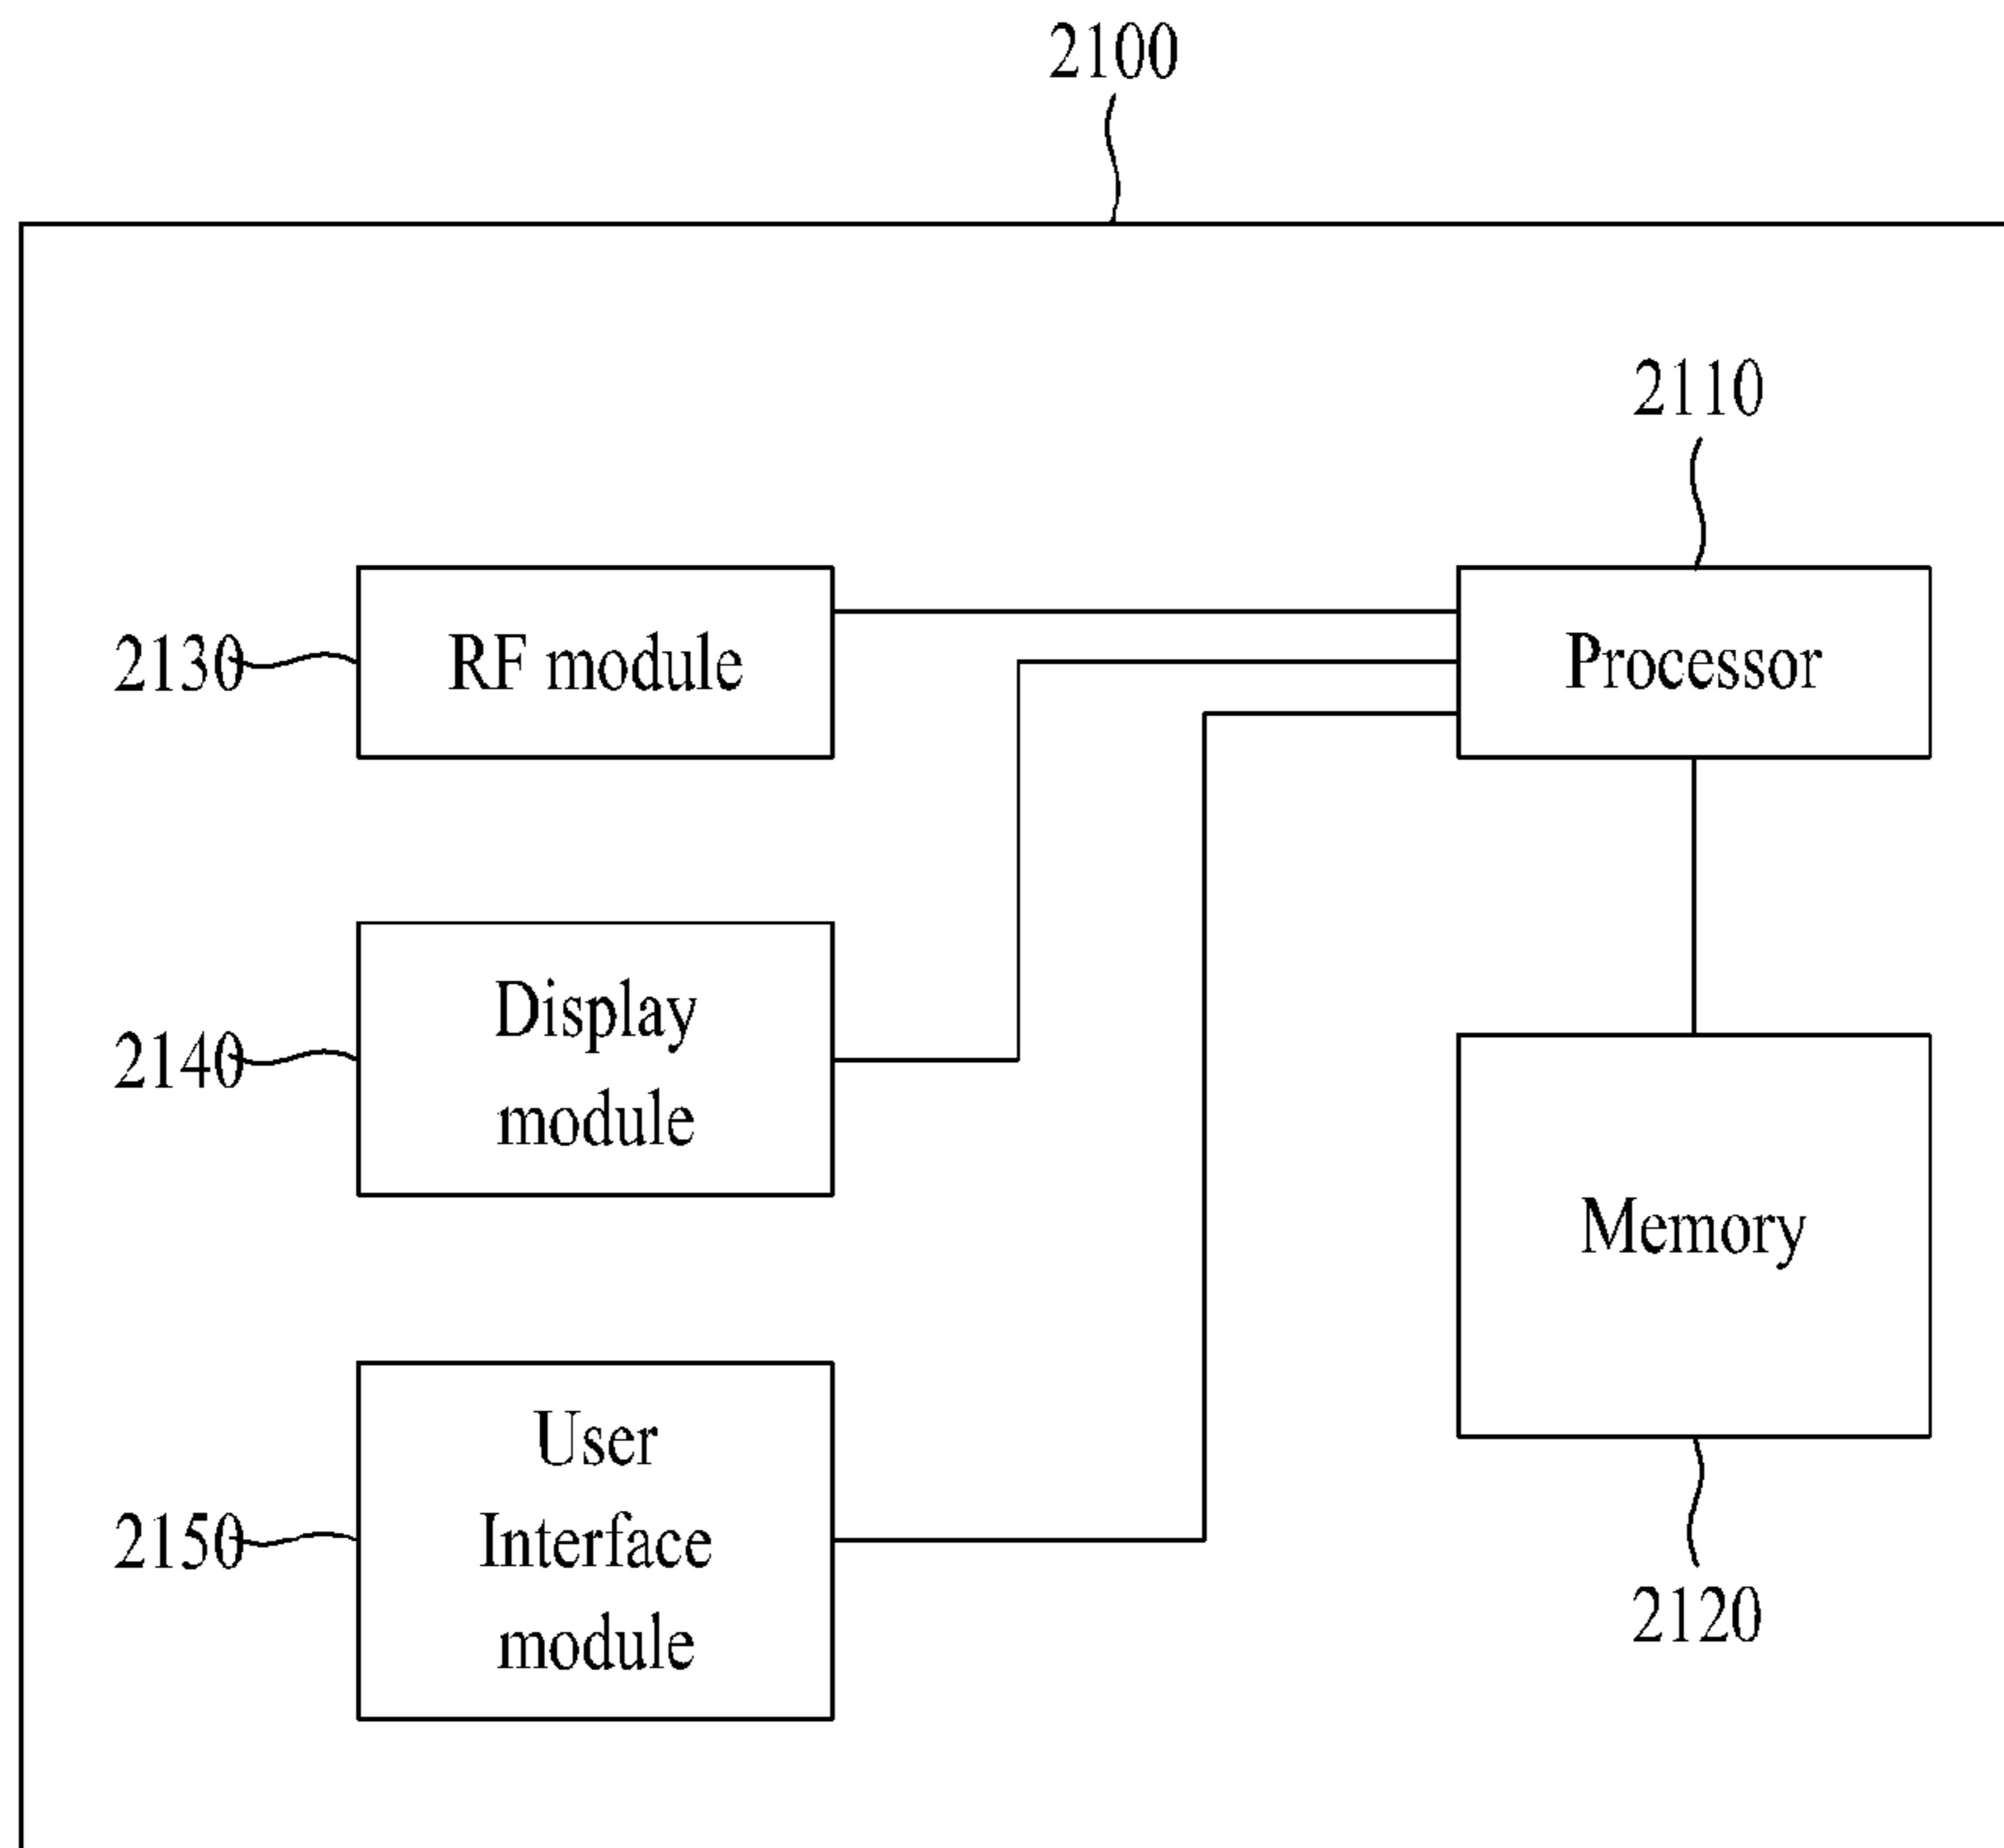 2100
2110
2130
RF module
Processor
2140
Display
module
Memory
2150
User
Interface
module
2120